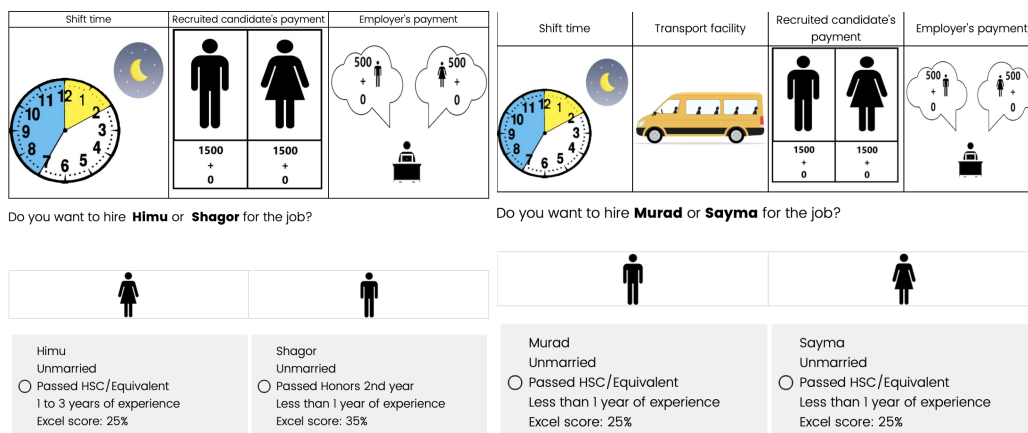 Shift time
Recruited candidate's payment
Employer's payment
11 12 1
10 2
9 3
8 4
7 6 5
1500
+
0
1500
+
0
500
+
0
500
+
0
Do you want to hire Himu or Shagor for the job?
Himu
Unmarried
Passed HSC/Equivalent
1 to 3 years of experience
Excel score: 25%
Shagor
Unmarried
Passed Honors 2nd year
Less than 1 year of experience
Excel score: 35%
Shift time
Transport facility
Recruited candidate's
payment
Employer's payment
11 12 1
10 2
9 3
8 4
7 6 5
1500
+
0
1500
+
0
500
+
0
500
+
0
Do you want to hire Murad or Sayma for the job?
Murad
Unmarried
Passed HSC/Equivalent
Less than 1 year of experience
Excel score: 25%
Sayma
Unmarried
Passed HSC/Equivalent
Less than 1 year of experience
Excel score: 25%